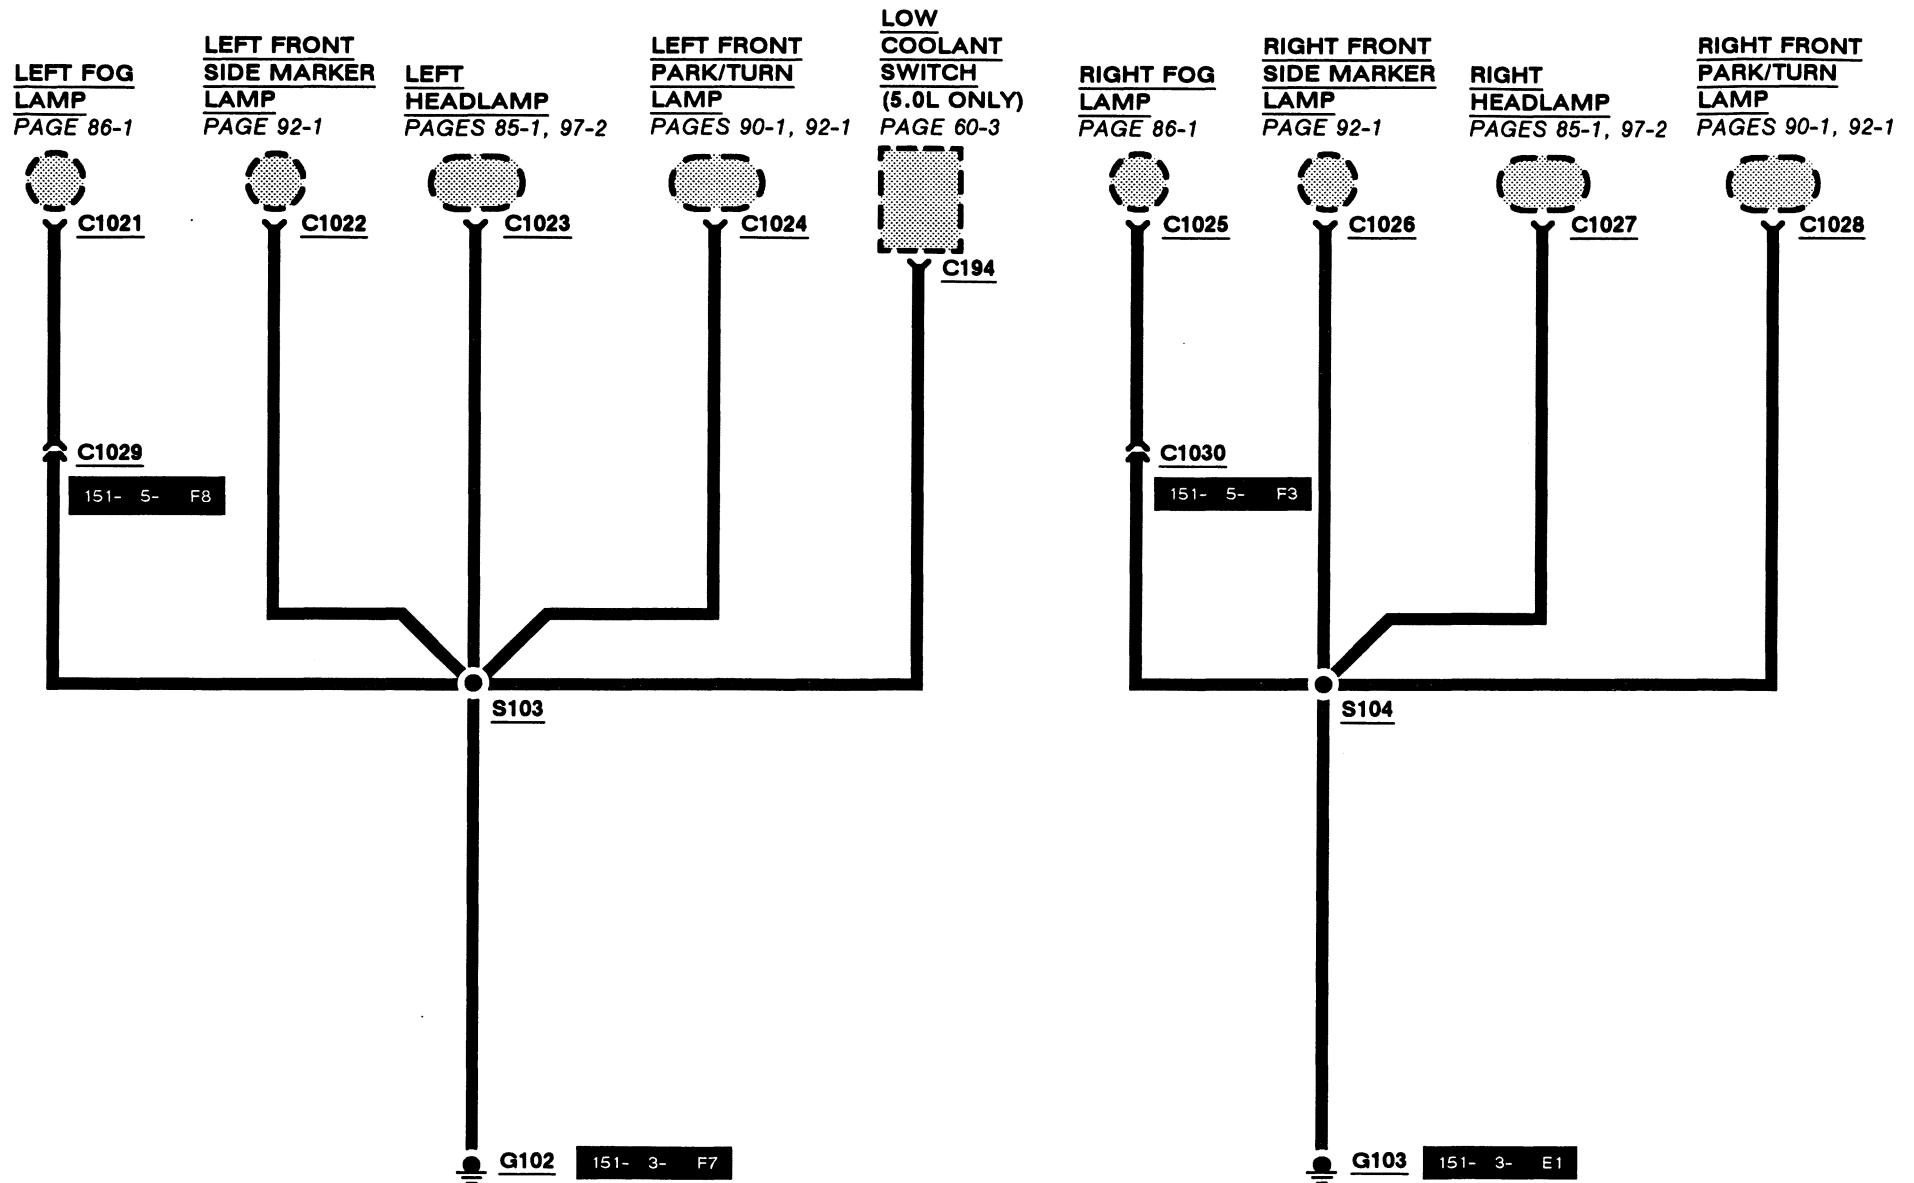 LEFT FOG
LAMP
PAGE 86-1
LEFT FRONT
SIDE MARKER
LAMP
PAGE 92-1
LEFT
HEADLAMP
PAGES 85-1, 97-2
LEFT FRONT
PARK/TURN
LAMP
PAGES 90-1, 92-1
LOW
COOLANT
SWITCH
(5.0L ONLY)
PAGE 60-3
RIGHT FOG
LAMP
PAGE 86-1
RIGHT FRONT
SIDE MARKER
LAMP
PAGE 92-1
RIGHT
HEADLAMP
PAGES 85-1, 97-2
RIGHT FRONT
PARK/TURN
LAMP
PAGES 90-1, 92-1
C1021
C1022
C1023
C1024
C194
C1025
C1026
C1027
C1028
C1029
151- 5- F8
C1030
151- 5- F3
S103
S104
G102
151- 3- F7
G103
151- 3- E1